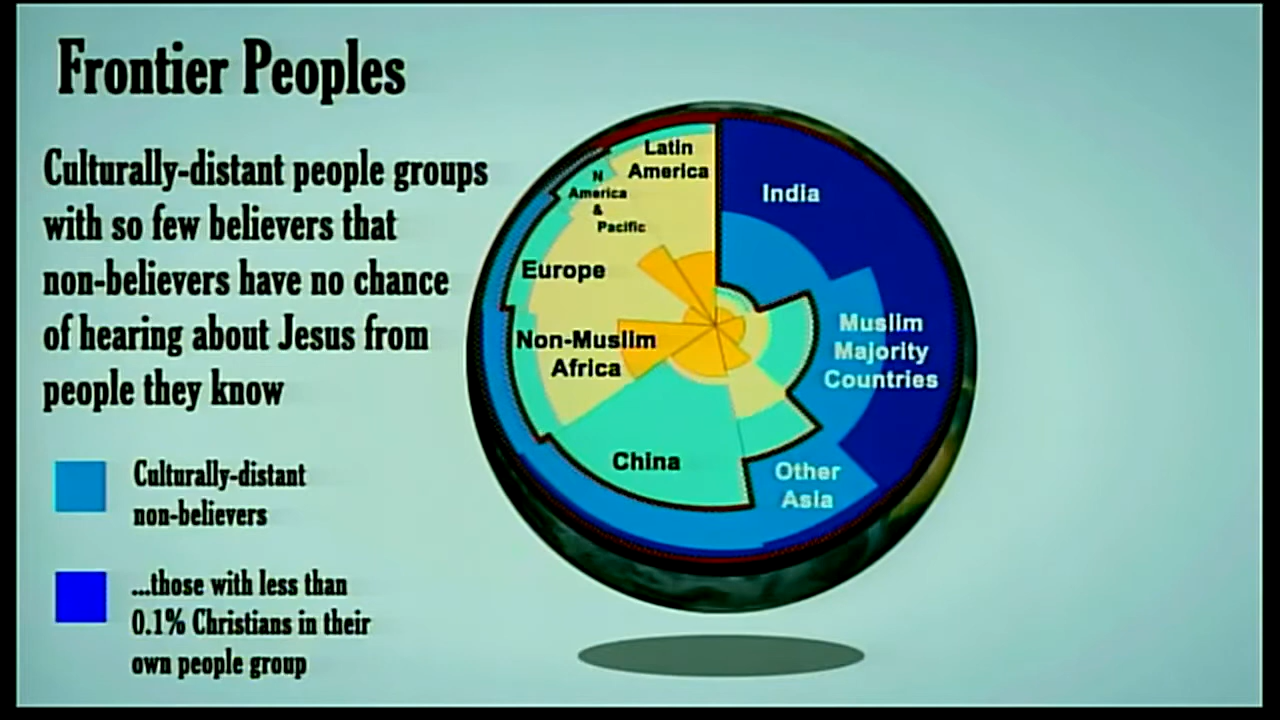 Frontier Peoples
Culturally-distant people groups
with so few believers that
non-believers have no chance
of hearing about Jesus from
people they know
Culturally-distant
non-believers
...those with less than
0.1% Christians in their
own people group
Latin
America
N
America
&
Pacific
Europe
Non-Muslim
Africa
China
India
Muslim
Majority
Countries
Other
Asia